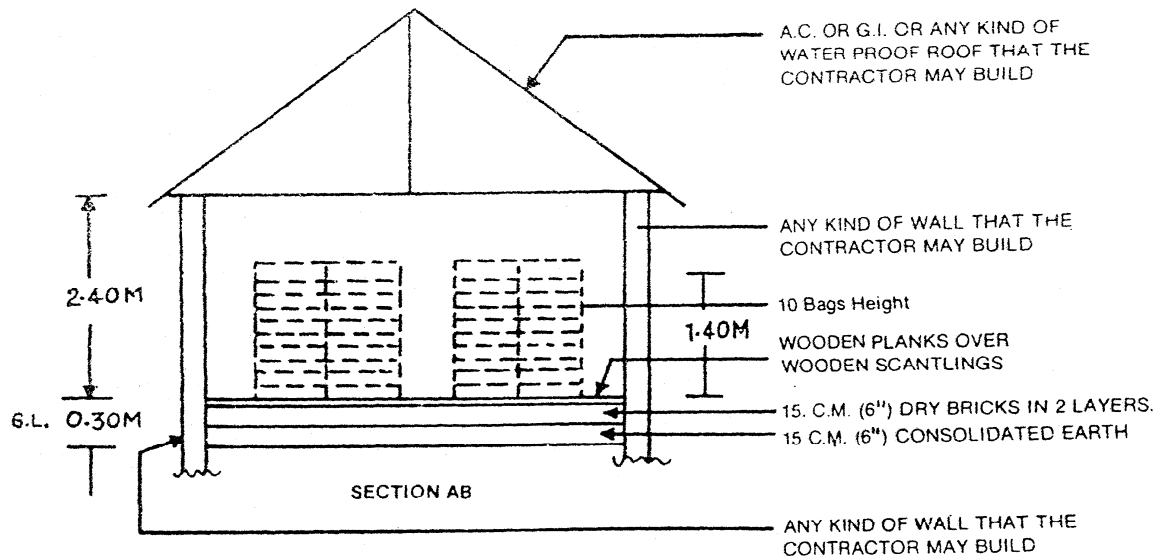 A.C. OR G.I. OR ANY KIND OF
WATER PROOF ROOF THAT THE
CONTRACTOR MAY BUILD
ANY KIND OF WALL THAT THE
CONTRACTOR MAY BUILD
2.40M
10 Bags Height
1.40M
WOODEN PLANKS OVER
WOODEN SCANTLINGS
G.L. 0.30M
15. C.M. (6") DRY BRICKS IN 2 LAYERS.
15 C.M. (6") CONSOLIDATED EARTH
SECTION AB
ANY KIND OF WALL THAT THE
CONTRACTOR MAY BUILD